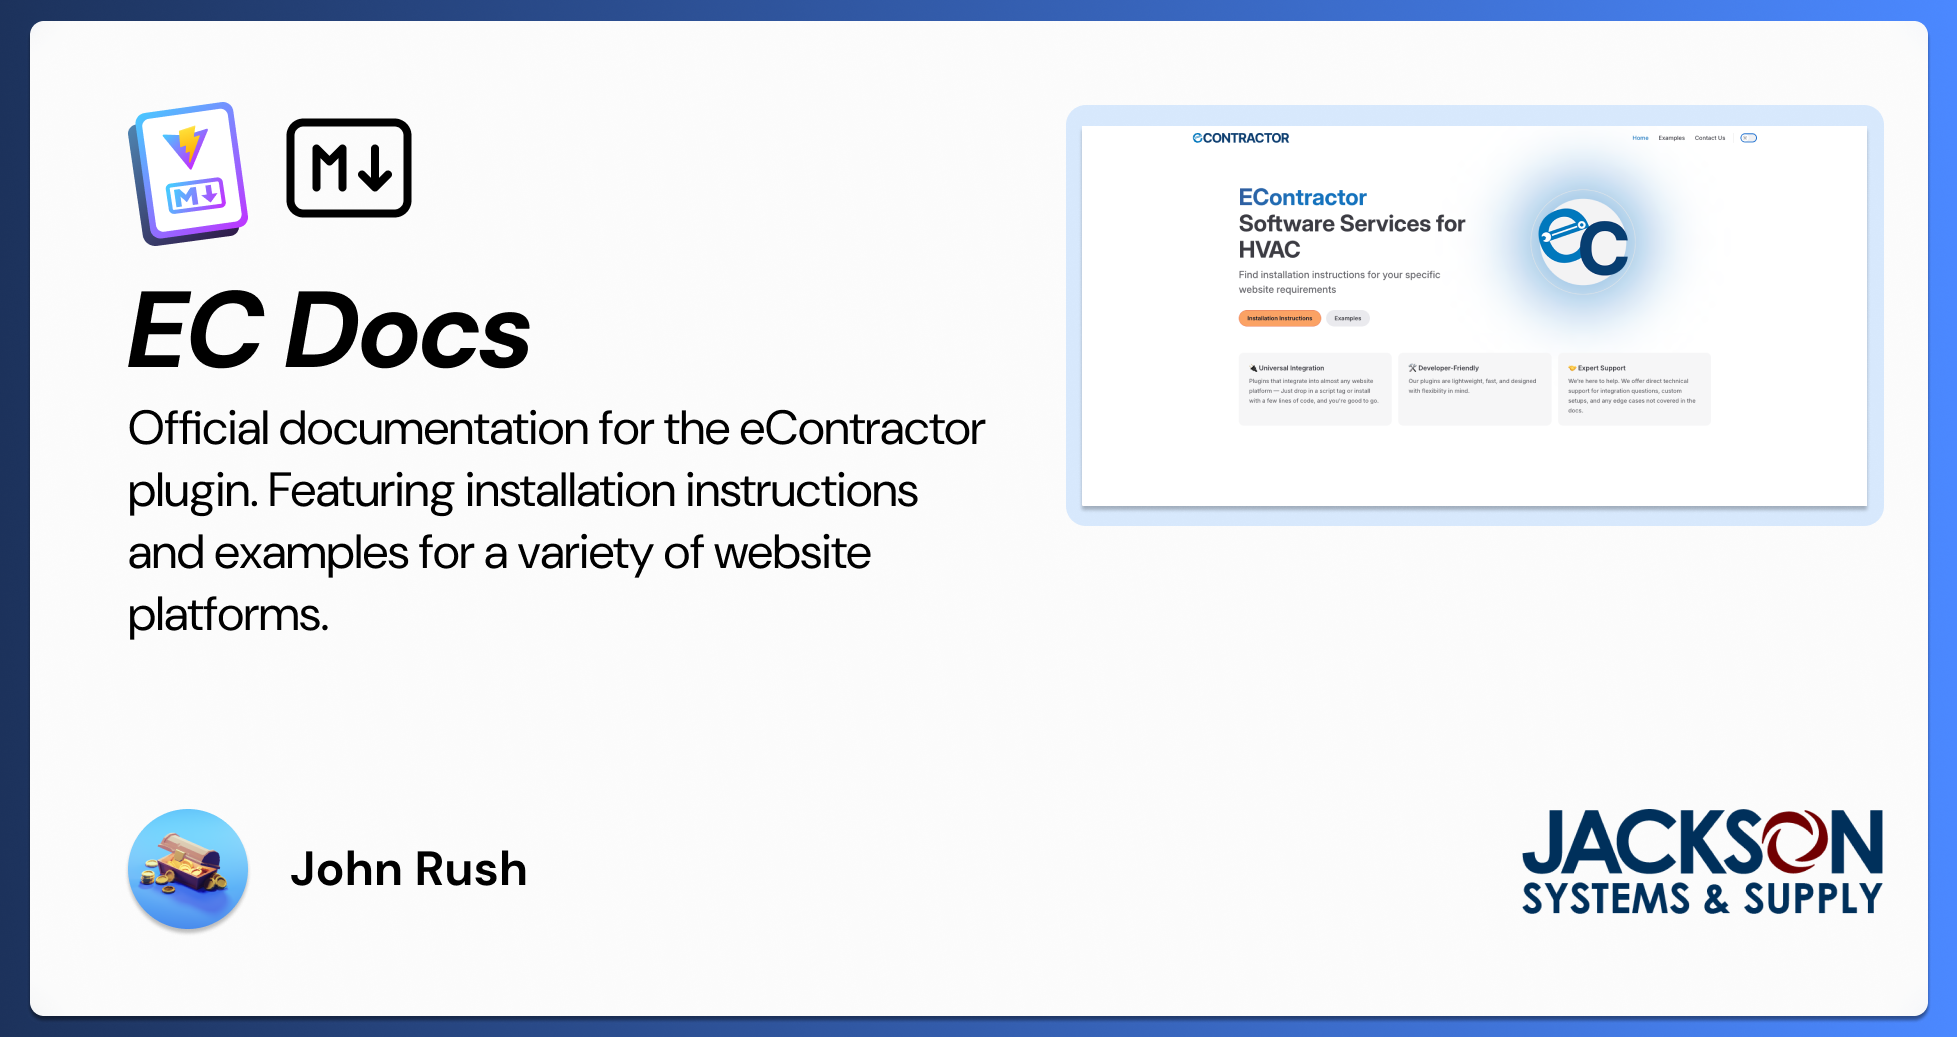 M
M
EC Docs
Official documentation for the eContractor
plugin. Featuring installation instructions
and examples for a variety of website
platforms.
eCONTRACTOR
Home Examples Contact Us
EContractor
Software Services for
HVAC
Find installation instructions for your specific
website requirements
Installation Instructions Examples
eC
Universal Integration
Plugins that integrate into almost any website
platform — Just drop in a script tag or install
with a few lines of code, and you're good to go.
Developer-Friendly
Our plugins are lightweight, fast, and designed
with flexibility in mind.
Expert Support
We're here to help. We offer direct technical
support for integration questions, custom
setups, and any edge cases not covered in the
docs.
John Rush
JACKSON
SYSTEMS & SUPPLY